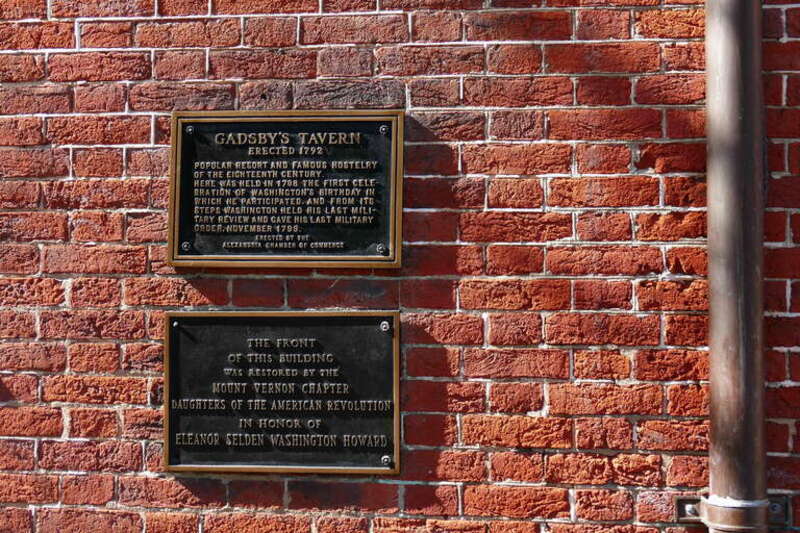 GADSBY'S TAVERN
ERECTED 1792
POPULAR RESORT AND FAMOUS HOSTELRY
OF THE EIGHTEENTH CENTURY.
HERE WAS HELD IN 1798 THE FIRST CELE-
BRATION OF WASHINGTON'S BIRTHDAY IN
WHICH HE PARTICIPATED, AND FROM ITS
STEPS WASHINGTON HELD HIS LAST MILI-
TARY REVIEW AND GAVE HIS LAST MILITARY
ORDER, NOVEMBER 1799.
ERECTED BY THE
ALEXANDRIA CHAMBER OF COMMERCE
THE FRONT
OF THIS BUILDING
WAS RESTORED BY THE
MOUNT VERNON CHAPTER
DAUGHTERS OF THE AMERICAN REVOLUTION
IN HONOR OF
ELEANOR SELDEN WASHINGTON HOWARD